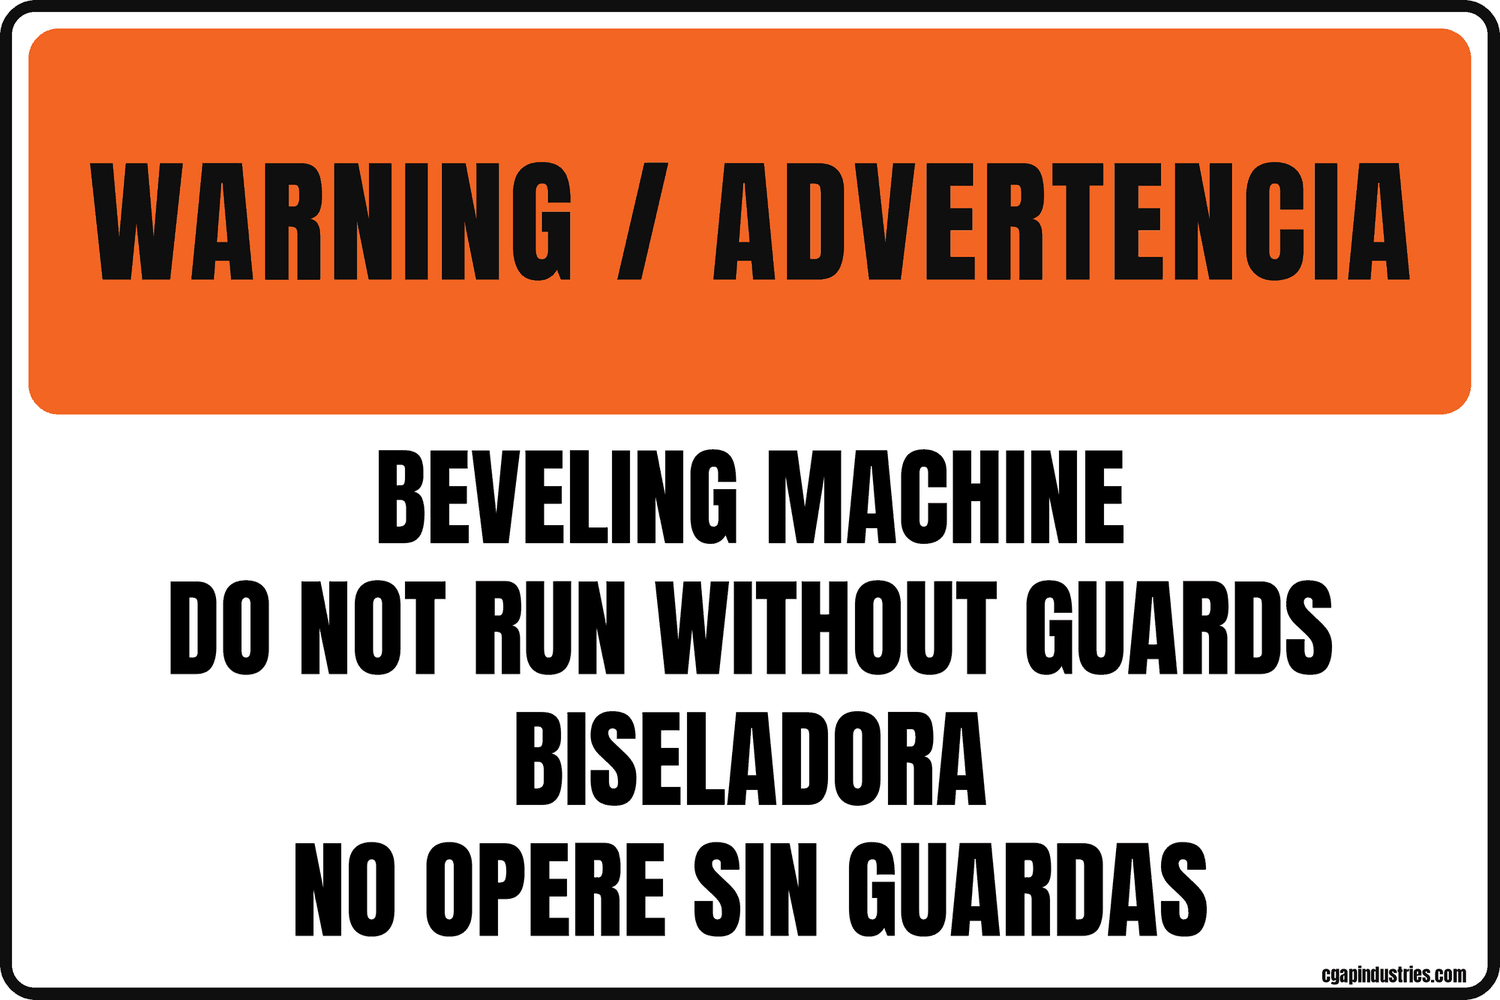 WARNING / ADVERTENCIA
BEVELING MACHINE
DO NOT RUN WITHOUT GUARDS
BISELADORA
NO OPERE SIN GUARDAS
cgapindustries.com